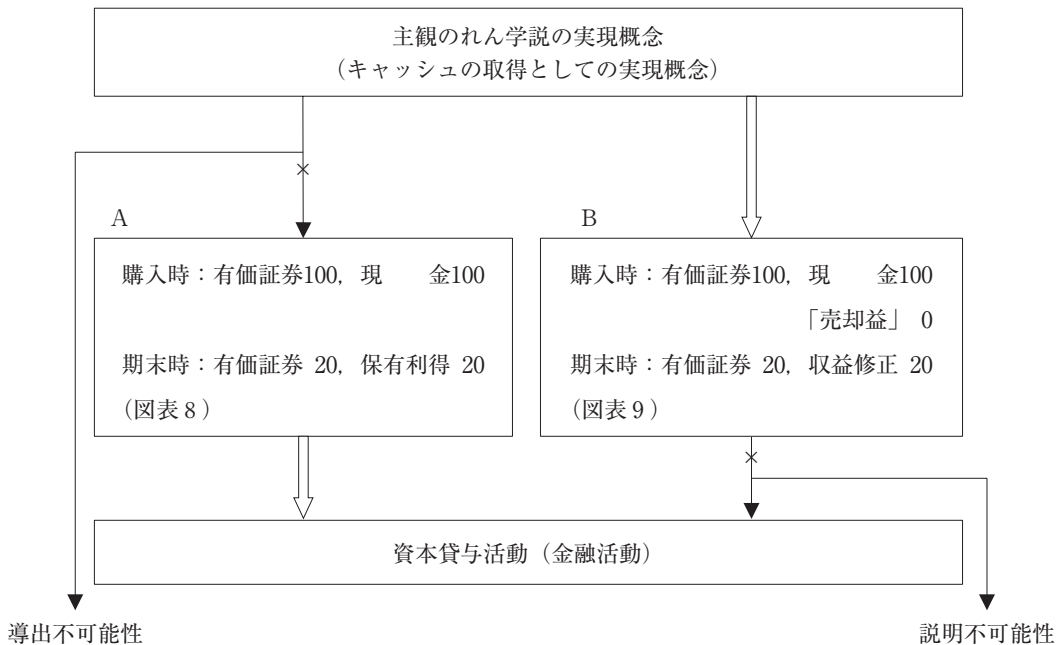 主観のれん学説の実現概念
（キャッシュの取得としての実現概念）
×
A
購入時：有価証券100，現　　金100
期末時：有価証券 20，保有利得 20
（図表８）
B
購入時：有価証券100，現　　金100
「売却益」 0
期末時：有価証券 20，収益修正 20
（図表９）
×
資本貸与活動（金融活動）
導出不可能性
説明不可能性